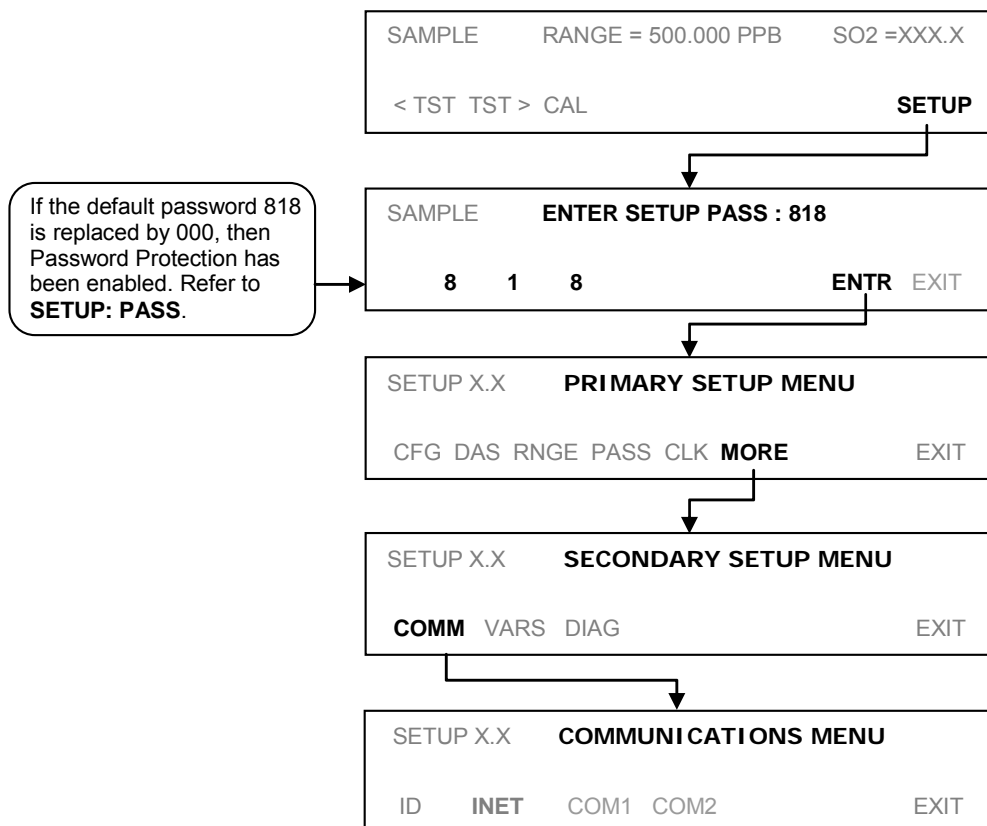 SAMPLE RANGE = 500.000 PPB SO2 =XXX.X
< TST TST > CAL SETUP
If the default password 818
is replaced by 000, then
Password Protection has
been enabled. Refer to
SETUP: PASS.
SAMPLE ENTER SETUP PASS : 818
8 1 8 ENTR EXIT
SETUP X.X PRIMARY SETUP MENU
CFG DAS RNGE PASS CLK MORE EXIT
SETUP X.X SECONDARY SETUP MENU
COMM VARS DIAG EXIT
SETUP X.X COMMUNICATIONS MENU
ID INET COM1 COM2 EXIT